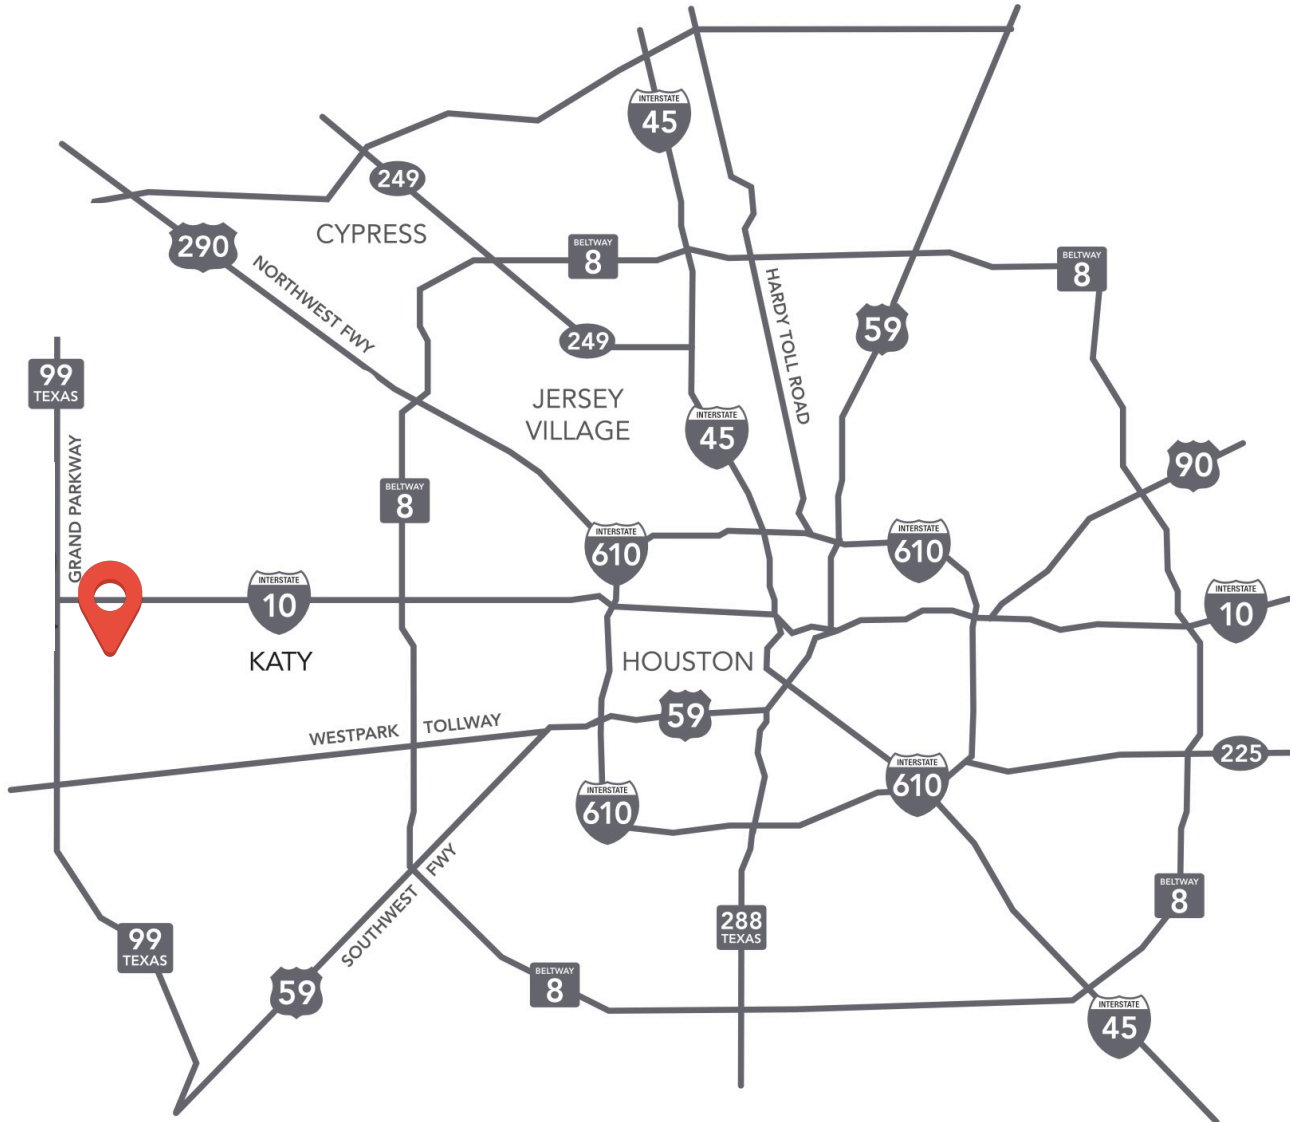 INTERSTATE
45
249
CYPRESS
290
BELTWAY
8
BELTWAY
8
NORTHWEST FWY
HARDY TOLL ROAD
59
249
99
TEXAS
JERSEY
VILLAGE
INTERSTATE
45
90
GRAND PARKWAY
BELTWAY
8
INTERSTATE
610
INTERSTATE
610
INTERSTATE
10
INTERSTATE
10
KATY
HOUSTON
59
WESTPARK TOLLWAY
225
INTERSTATE
610
INTERSTATE
610
SOUTHWEST FWY
BELTWAY
8
288
TEXAS
99
TEXAS
59
BELTWAY
8
INTERSTATE
45